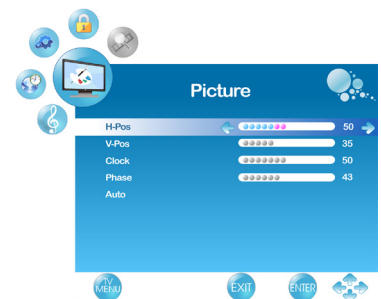 Picture
H-Pos 50
V-Pos 35
Clock 50
Phase 43
Auto
TV MENU EXIT ENTER